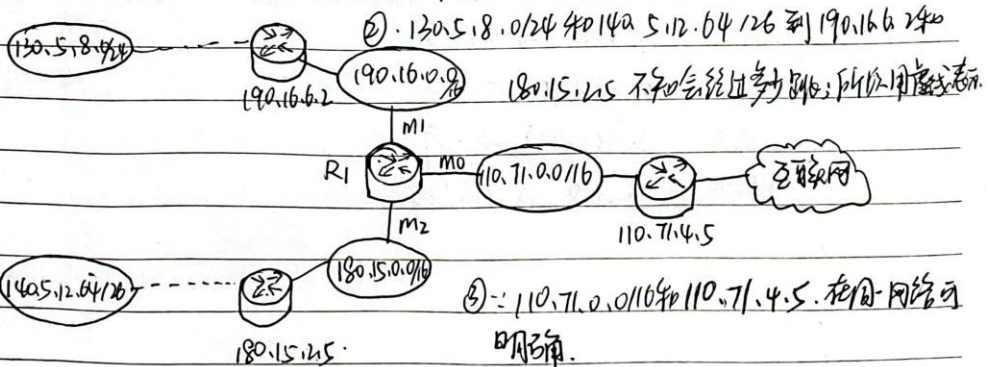 ②. 130.5.8.0/24 和 140.5.12.64/26 到 190.16.6.2 和
130.5.8.0/24
190.16.0.0/16
180.15.2.5 不知会经过多少跳; 所以用虚线表示.
190.16.6.2
m1
R1
m0
110.71.0.0/16
互联网
110.71.4.5
m2
140.5.12.64/26
180.15.0.0/16
③∵ 110.71.0.0/16和110.71.4.5. 在同一网络可
明确.
180.15.2.5.